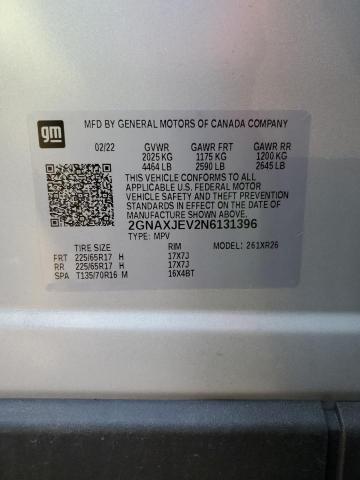 gm
MFD BY GENERAL MOTORS OF CANADA COMPANY
02/22 GVWR GAWR FRT GAWR RR
2025 KG 1175 KG 1200 KG
4464 LB 2590 LB 2645 LB
THIS VEHICLE CONFORMS TO ALL
APPLICABLE U.S. FEDERAL MOTOR
VEHICLE SAFETY AND THEFT PREVENTION
STANDARDS IN EFFECT ON THE DATE OF
MANUFACTURE SHOWN ABOVE.
2GNAXJEV2N6131396
TYPE: MPV MODEL: 261XR26
TIRE SIZE RIM
FRT 225/65R17 H 17X7J
RR 225/65R17 H 17X7J
SPA T135/70R16 M 16X4BT